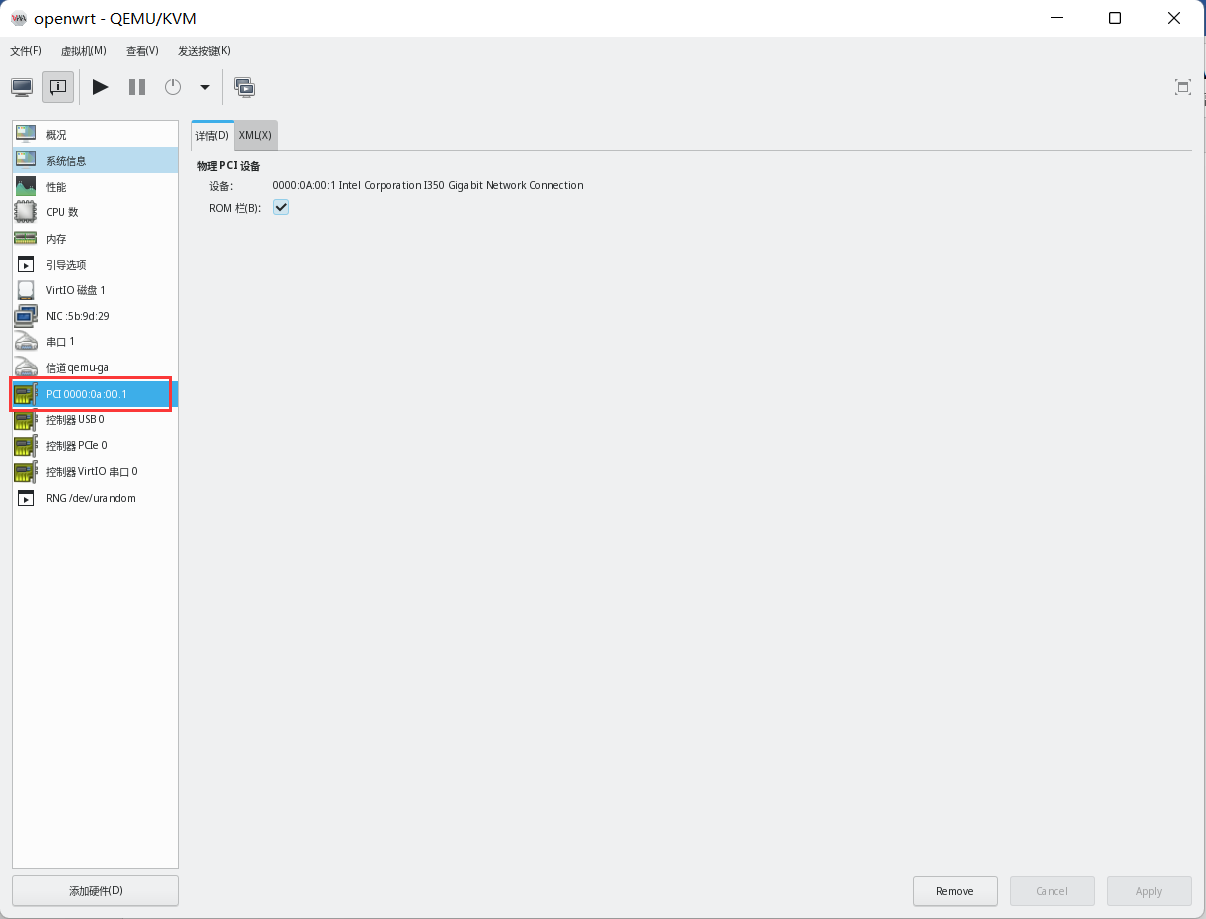 openwrt - QEMU/KVM
文件(F) 虚拟机(M) 查看(V) 发送按键(K)
概况
系统信息
性能
CPU 数
内存
引导选项
VirtIO 磁盘 1
NIC :5b:9d:29
串口 1
信道 qemu-ga
PCI 0000:0a:00.1
控制器 USB 0
控制器 PCIe 0
控制器 VirtIO 串口 0
RNG /dev/urandom
添加硬件(D)
详情(D) XML(X)
物理 PCI 设备
设备: 0000:0A:00:1 Intel Corporation I350 Gigabit Network Connection
ROM 栏(B):
Remove Cancel Apply